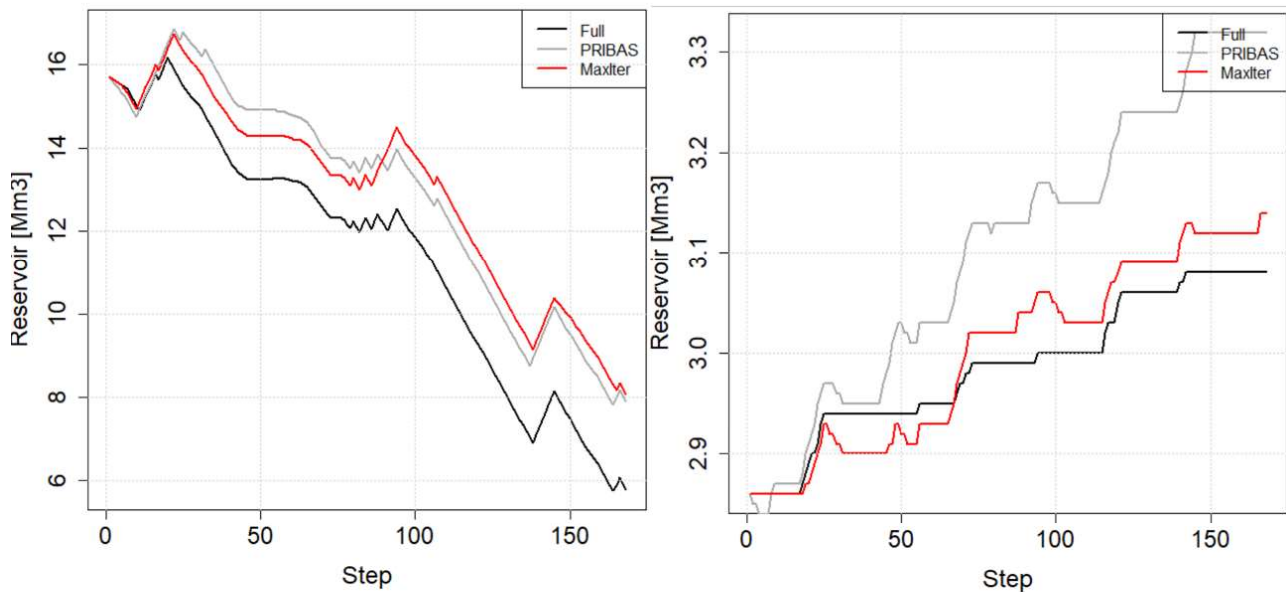 Full
PRIBAS
MaxIter
Reservoir [Mm3]
16
14
12
10
8
6
0
50
100
150
Step
Full
PRIBAS
MaxIter
Reservoir [Mm3]
3.3
3.2
3.1
3.0
2.9
0
50
100
150
Step